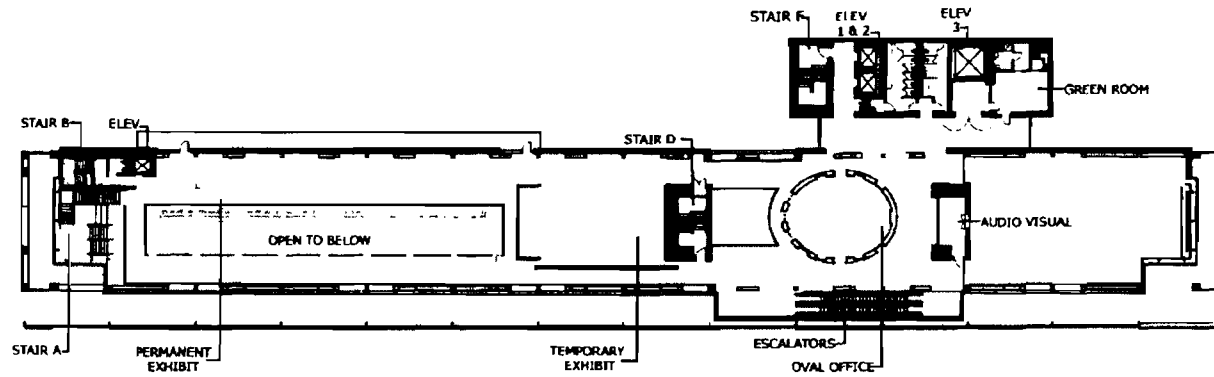 STAIR F
ELEV
1 & 2
ELEV
3
GREEN ROOM
STAIR B
ELEV
STAIR D
OPEN TO BELOW
AUDIO VISUAL
STAIR A
PERMANENT
EXHIBIT
TEMPORARY
EXHIBIT
ESCALATORS
OVAL OFFICE